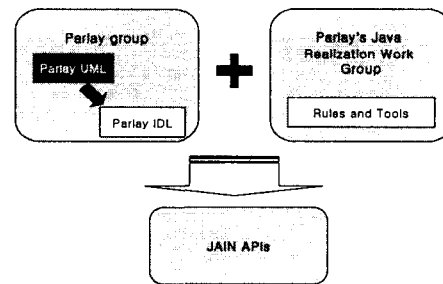 Parlay group
Parlay UML
Parlay IDL
Parlay's Java
Realization Work
Group
Rules and Tools
JAIN APIs